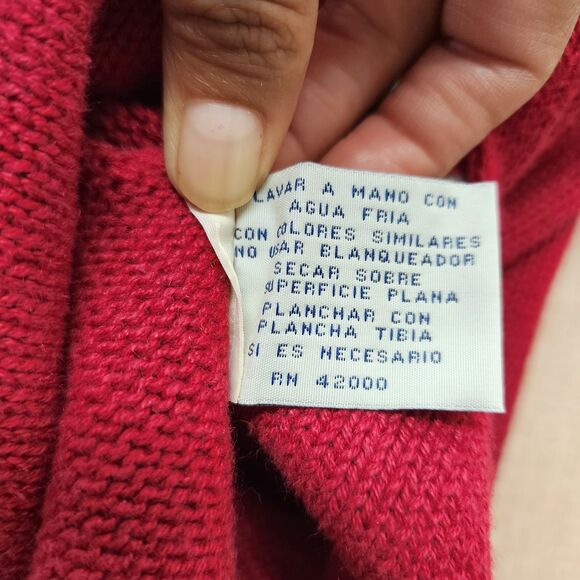 LAVAR A MANO CON
AGUA FRIA
CON COLORES SIMILARES
NO USAR BLANQUEADOR
SECAR SOBRE
SUPERFICIE PLANA
PLANCHAR CON
PLANCHA TIBIA
SI ES NECESARIO
RN 42000